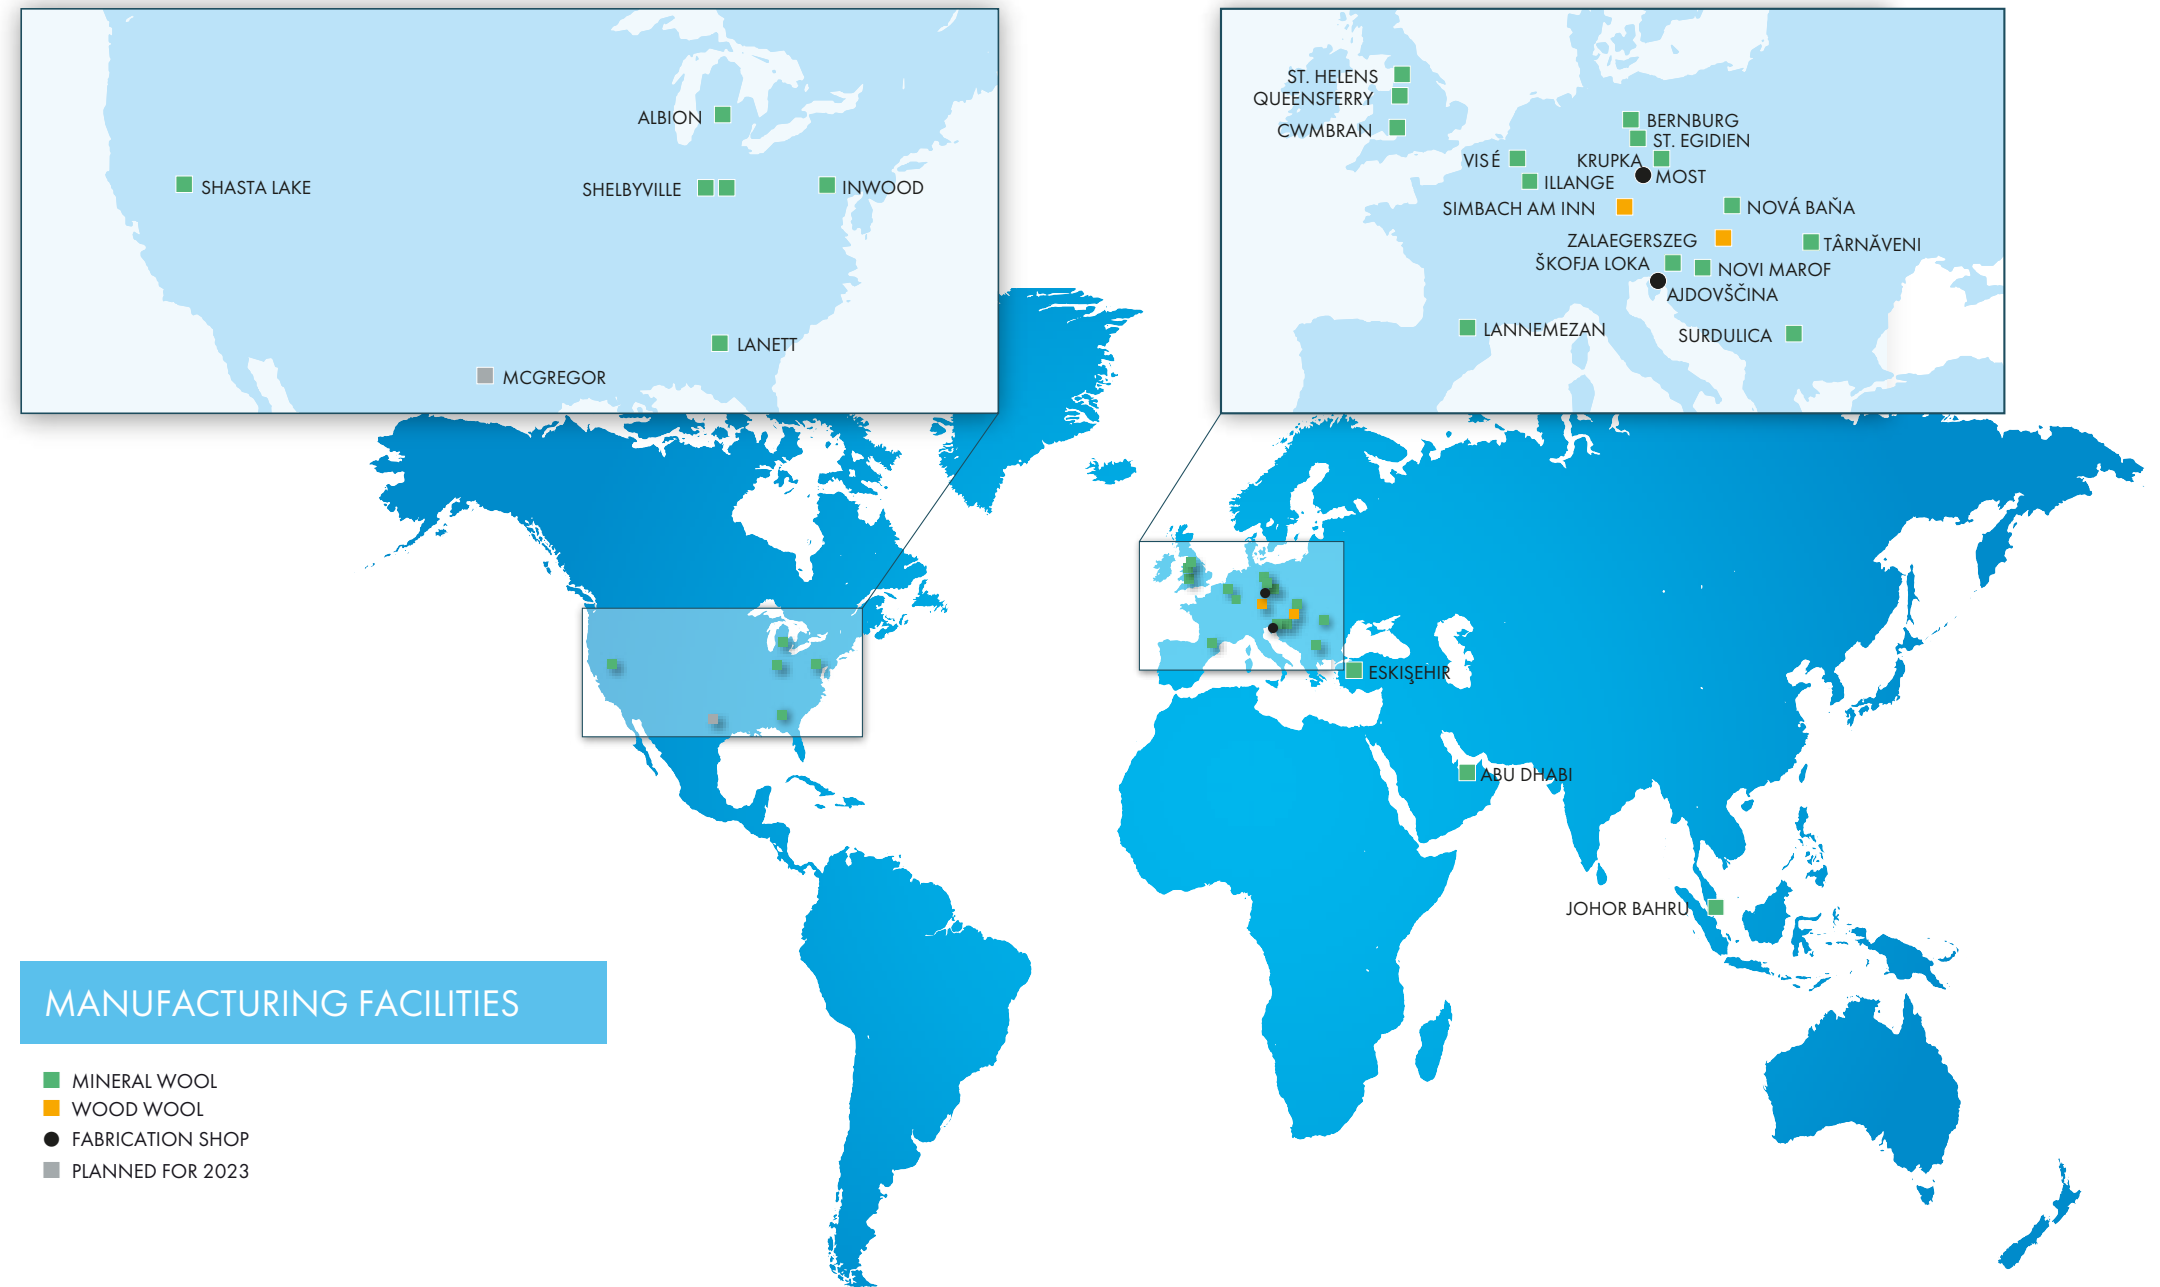 ALBION
SHASTA LAKE
SHELBYVILLE
INWOOD
LANETT
MCGREGOR
ST. HELENS
QUEENSFERRY
CWMBRAN
BERNBURG
ST. EGIDIEN
VISÉ
KRUPKA
MOST
ILLANGE
SIMBACH AM INN
NOVÁ BAŇA
ZALAEGERSZEG
TÂRNĂVENI
ŠKOFJA LOKA
NOVI MAROF
AJDOVŠČINA
LANNEMEZAN
SURDULICA
ESKIŞEHIR
ABU DHABI
JOHOR BAHRU
MANUFACTURING FACILITIES
MINERAL WOOL
WOOD WOOL
FABRICATION SHOP
PLANNED FOR 2023